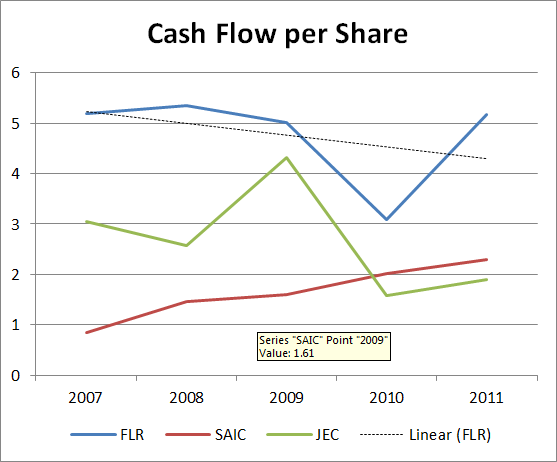 Cash Flow per Share
6
5
4
3
2
1
0
Series "SAIC" Point "2009"
Value: 1.61
2007 2008 2009 2010 2011
FLR SAIC JEC Linear (FLR)